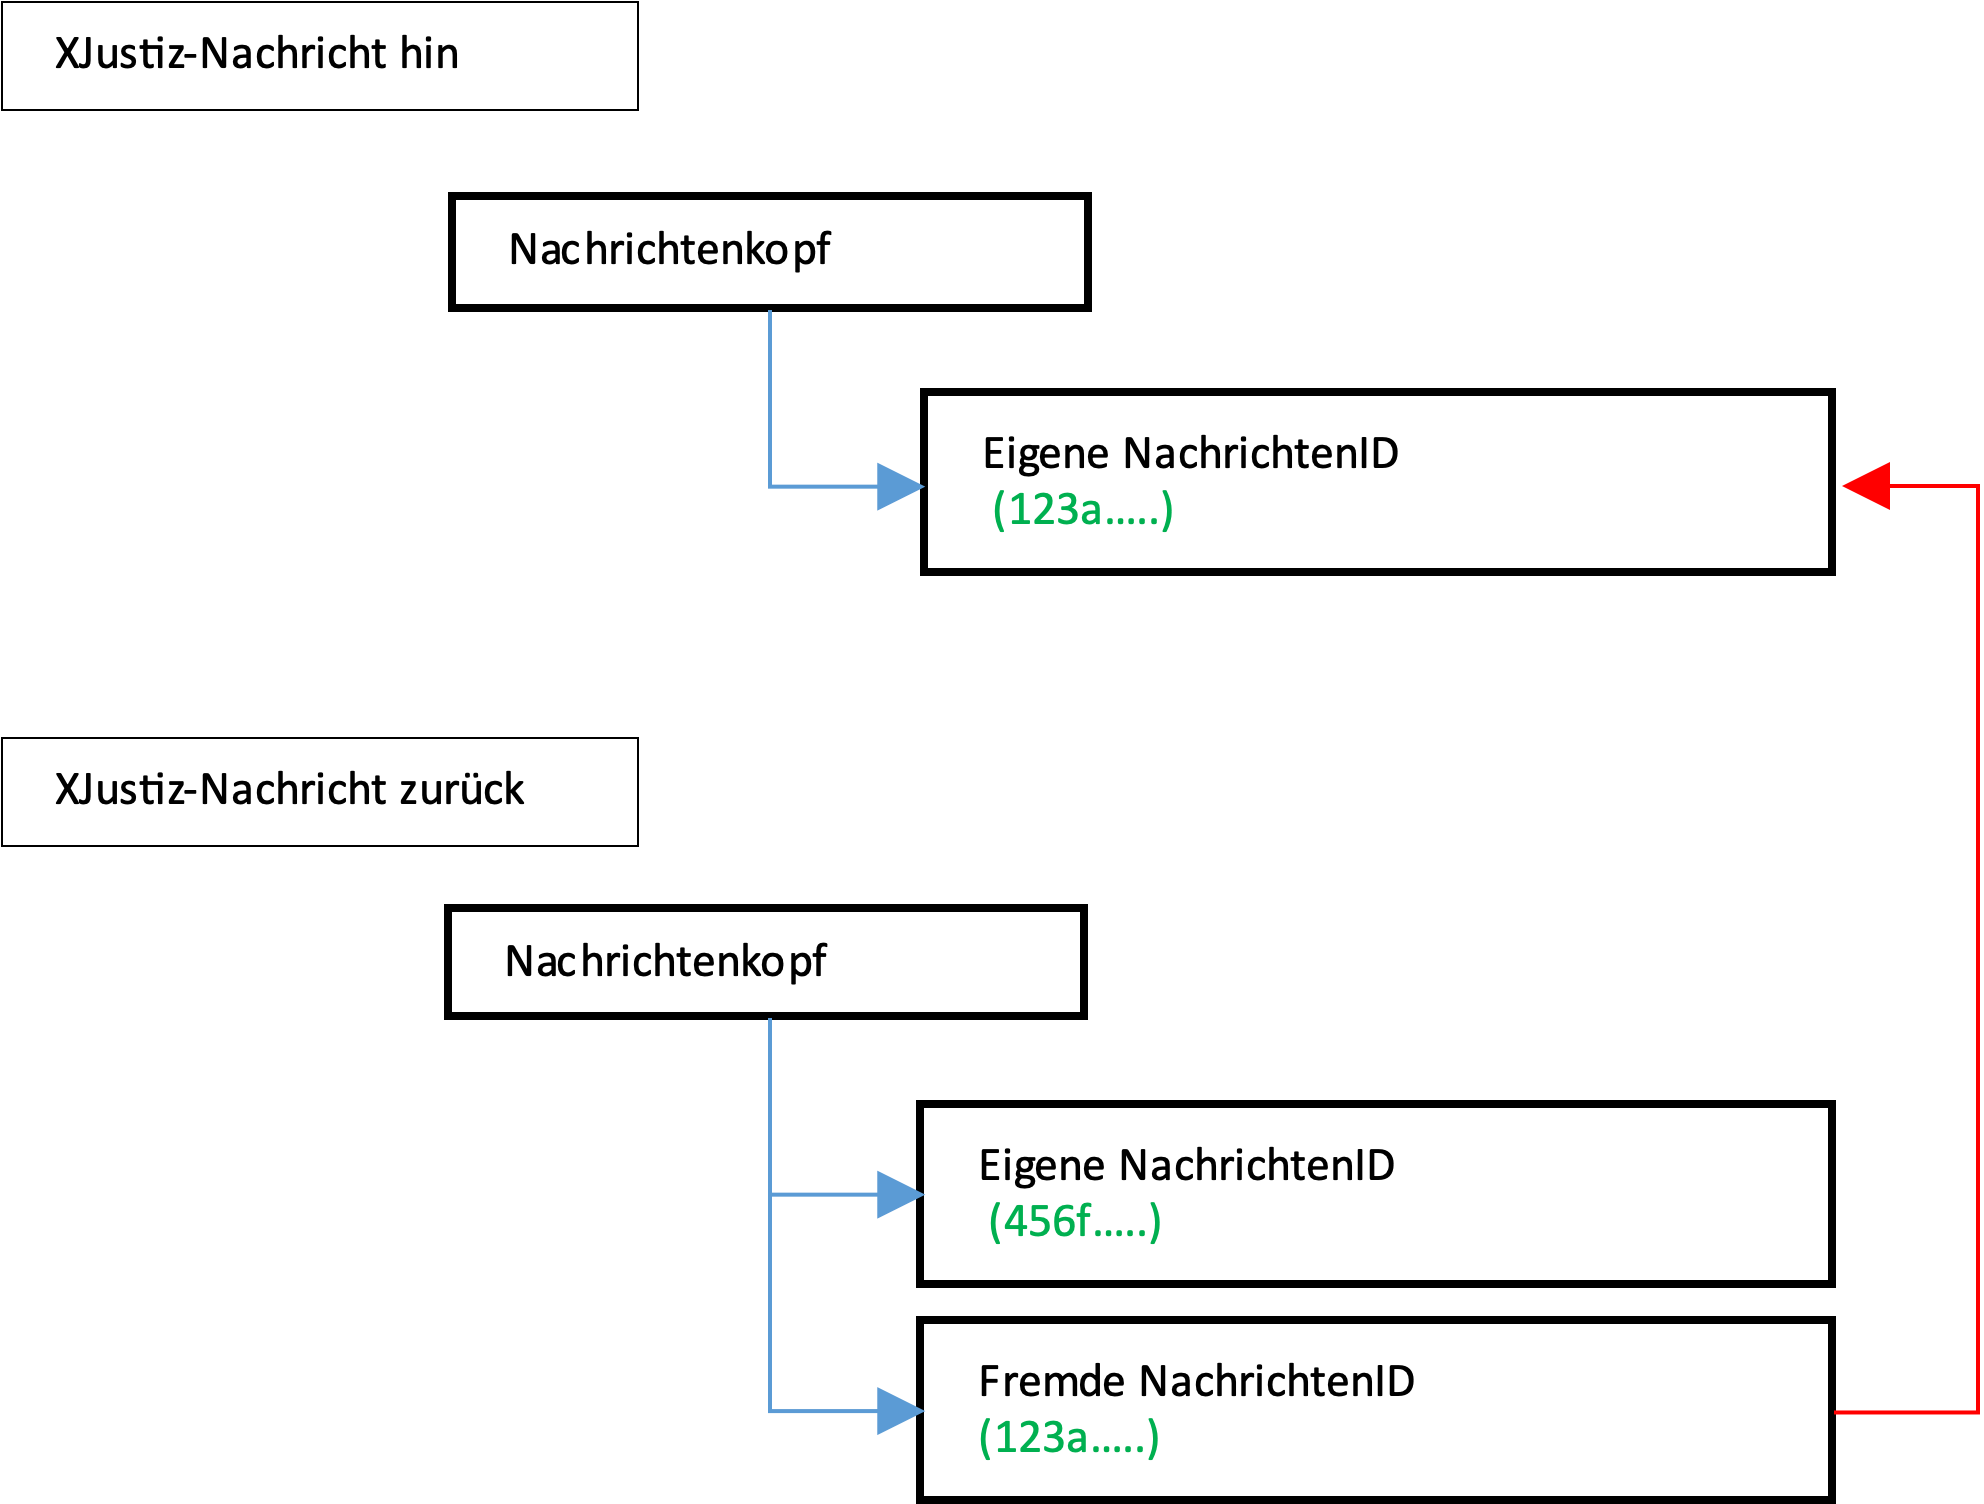 XJustiz-Nachricht hin
Nachrichtenkopf
Eigene NachrichtenID
(123a.....)
XJustiz-Nachricht zurück
Nachrichtenkopf
Eigene NachrichtenID
(456f.....)
Fremde NachrichtenID
(123a.....)